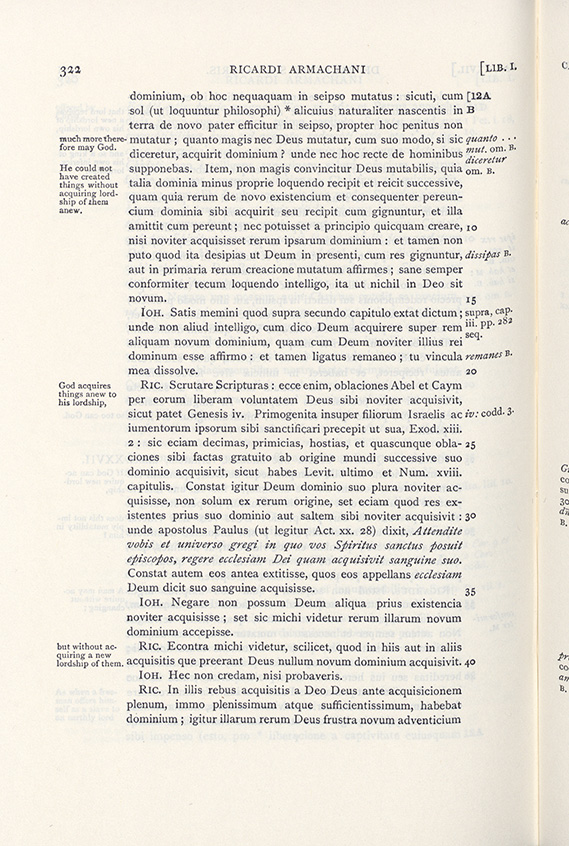 322 RICARDI ARMACHANI [LIB. I.
dominium, ob hoc nequaquam in seipso mutatus : sicuti, cum [12A
sol (ut loquuntur philosophi) * alicuius naturaliter nascentis in B
terra de novo pater efficitur in seipso, propter hoc penitus non
much more there- mutatur ; quanto magis nec Deus mutatur, cum suo modo, si sic quanto . . .
fore may God. diceretur, acquirit dominium ? unde nec hoc recte de hominibus mut. om. B.
diceretur
He could not supponebas. Item, non magis convincitur Deus mutabilis, quia om. B.
have created talia dominia minus proprie loquendo recipit et reicit successive,
things without quam quia rerum de novo existencium et consequenter pereun-
acquiring lord- cium dominia sibi acquirit seu recipit cum gignuntur, et illa
ship of them amittit cum pereunt ; nec potuisset a principio quicquam creare, 10
anew. nisi noviter acquisisset rerum ipsarum dominium : et tamen non
puto quod ita desipias ut Deum in presenti, cum res gignuntur, dissipas B.
aut in primaria rerum creacione mutatum affirmes ; sane semper
conformiter tecum loquendo intelligo, ita ut nichil in Deo sit
novum. 15
IOH. Satis memini quod supra secundo capitulo extat dictum ; supra, cap.
unde non aliud intelligo, cum dico Deum acquirere super rem iii. pp. 282
aliquam novum dominium, quam cum Deum noviter illius rei seq.
dominum esse affirmo : et tamen ligatus remaneo ; tu vincula remanes B.
mea dissolve. 20
God acquires RIC. Scrutare Scripturas : ecce enim, oblaciones Abel et Caym
things anew to per eorum liberam voluntatem Deus sibi noviter acquisivit,
his lordship, sicut patet Genesis iv. Primogenita insuper filiorum Israelis ac iv: codd. 3.
iumentorum ipsorum sibi sanctificari precepit ut sua, Exod. xiii.
2 : sic eciam decimas, primicias, hostias, et quascunque obla- 25
ciones sibi factas gratuito ab origine mundi successive suo
dominio acquisivit, sicut habes Levit. ultimo et Num. xviii.
capitulis. Constat igitur Deum dominio suo plura noviter ac-
quisisse, non solum ex rerum origine, set eciam quod res ex-
istentes prius suo dominio aut saltem sibi noviter acquisivit : 30
unde apostolus Paulus (ut legitur Act. xx. 28) dixit, Attendite
vobis et universo gregi in quo vos Spiritus sanctus posuit
episcopos, regere ecclesiam Dei quam acquisivit sanguine suo.
Constat autem eos antea extitisse, quos eos appellans ecclesiam
Deum dicit suo sanguine acquisisse. 35
IOH. Negare non possum Deum aliqua prius existencia
noviter acquisisse ; set sic michi videtur rerum illarum novum
dominium accepisse.
but without ac- RIC. Econtra michi videtur, scilicet, quod in hiis aut in aliis
quiring a new acquisitis que preerant Deus nullum novum dominium acquisivit. 40
lordship of them.
IOH. Hec non credam, nisi probaveris.
RIC. In illis rebus acquisitis a Deo Deus ante acquisicionem
plenum, immo plenissimum atque sufficientissimum, habebat
dominium ; igitur illarum rerum Deus frustra novum adventicium